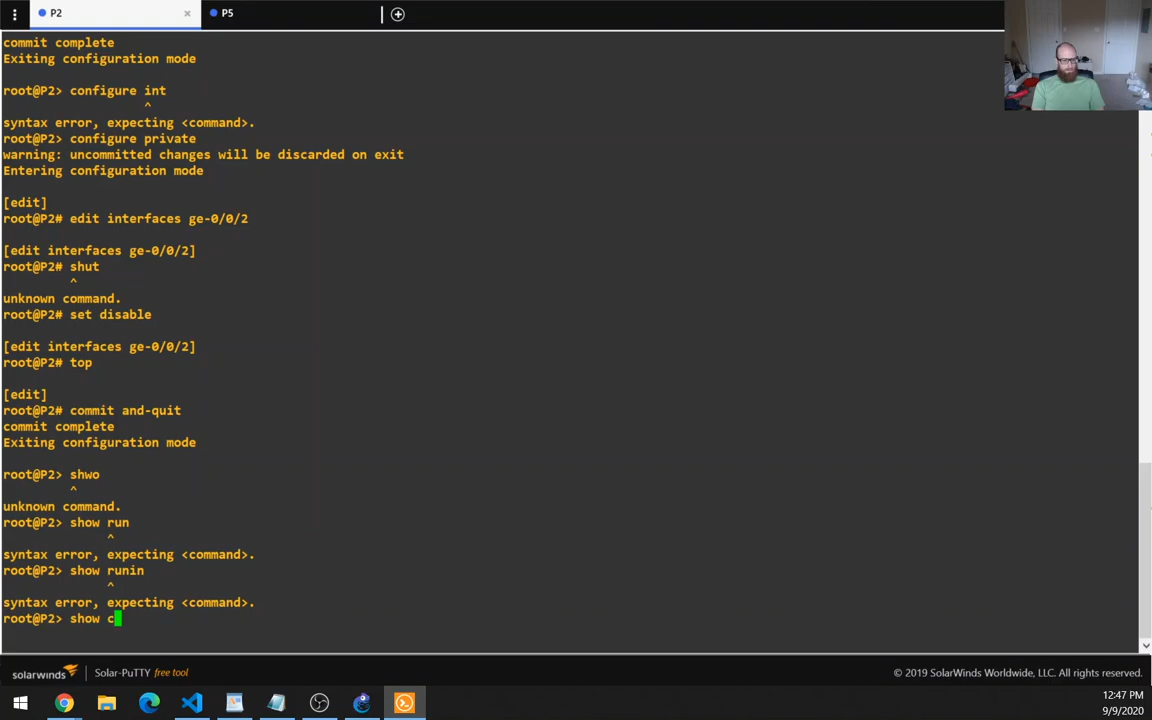 P2
P5
commit complete
Exiting configuration mode
root@P2> configure int
^
syntax error, expecting <command>.
root@P2> configure private
warning: uncommitted changes will be discarded on exit
Entering configuration mode
[edit]
root@P2# edit interfaces ge-0/0/2
[edit interfaces ge-0/0/2]
root@P2# shut
^
unknown command.
root@P2# set disable
[edit interfaces ge-0/0/2]
root@P2# top
[edit]
root@P2# commit and-quit
commit complete
Exiting configuration mode
root@P2> shwo
^
unknown command.
root@P2> show run
^
syntax error, expecting <command>.
root@P2> show runin
^
syntax error, expecting <command>.
root@P2> show c
solarwinds Solar-PuTTY free tool
© 2019 SolarWinds Worldwide, LLC. All rights reserved.
12:47 PM
9/9/2020